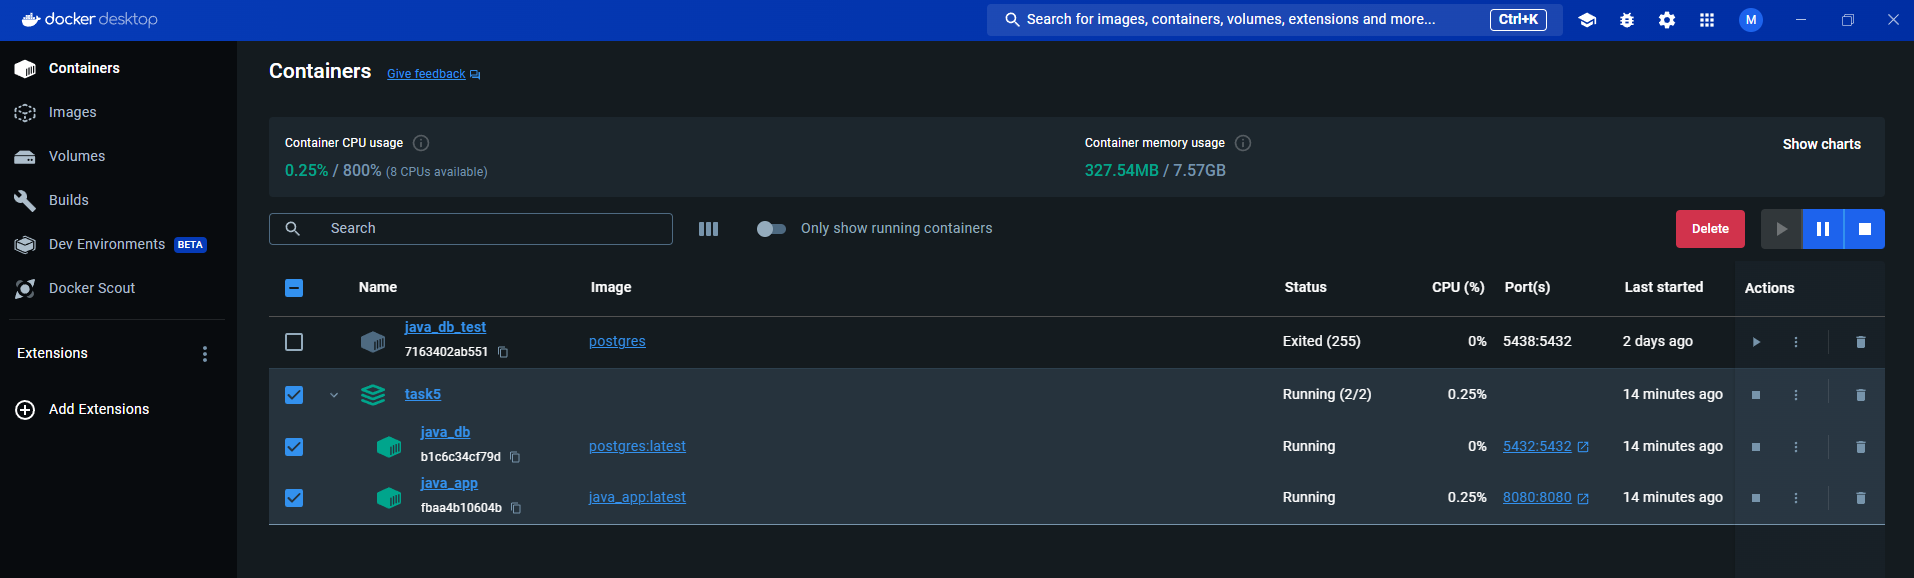 docker desktop
Search for images, containers, volumes, extensions and more... Ctrl+K
M
Containers
Images
Volumes
Builds
Dev Environments BETA
Docker Scout
Extensions
Add Extensions
Containers Give feedback
Container CPU usage
0.25% / 800% (8 CPUs available)
Container memory usage
327.54MB / 7.57GB
Show charts
Search
Only show running containers
Delete
Name Image Status CPU (%) Port(s) Last started Actions
java_db_test
7163402ab551
postgres Exited (255) 0% 5438:5432 2 days ago
task5 Running (2/2) 0.25% 14 minutes ago
java_db
b1c6c34cf79d
postgres:latest Running 0% 5432:5432 14 minutes ago
java_app
fbaa4b10604b
java_app:latest Running 0.25% 8080:8080 14 minutes ago